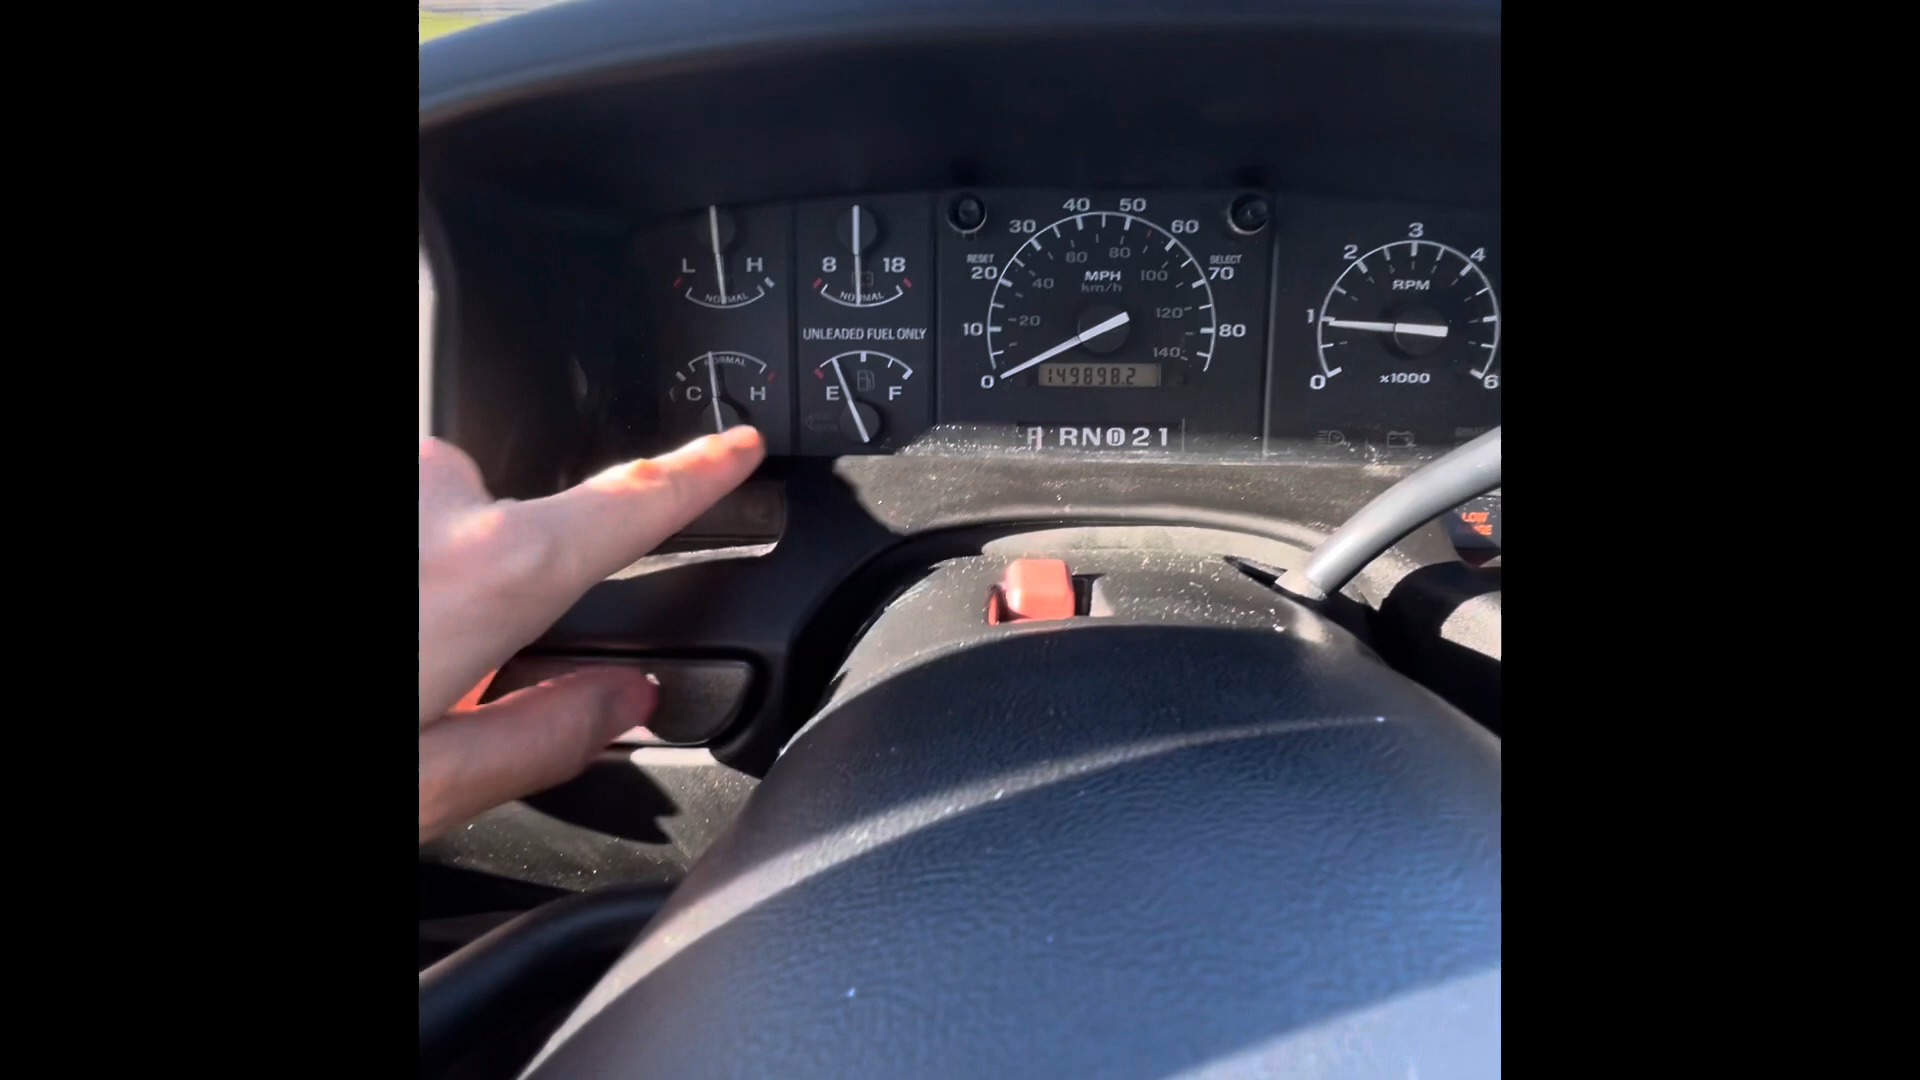 L H
NORMAL
8 18
NORMAL
UNLEADED FUEL ONLY
NORMAL
C H
E F
RESET
SELECT
0 10 20 30 40 50 60 70 80
20 40 60 80 100 120 140
MPH
km/h
149898.2
P RND21
0 1 2 3 4 6
RPM
x1000
LOW